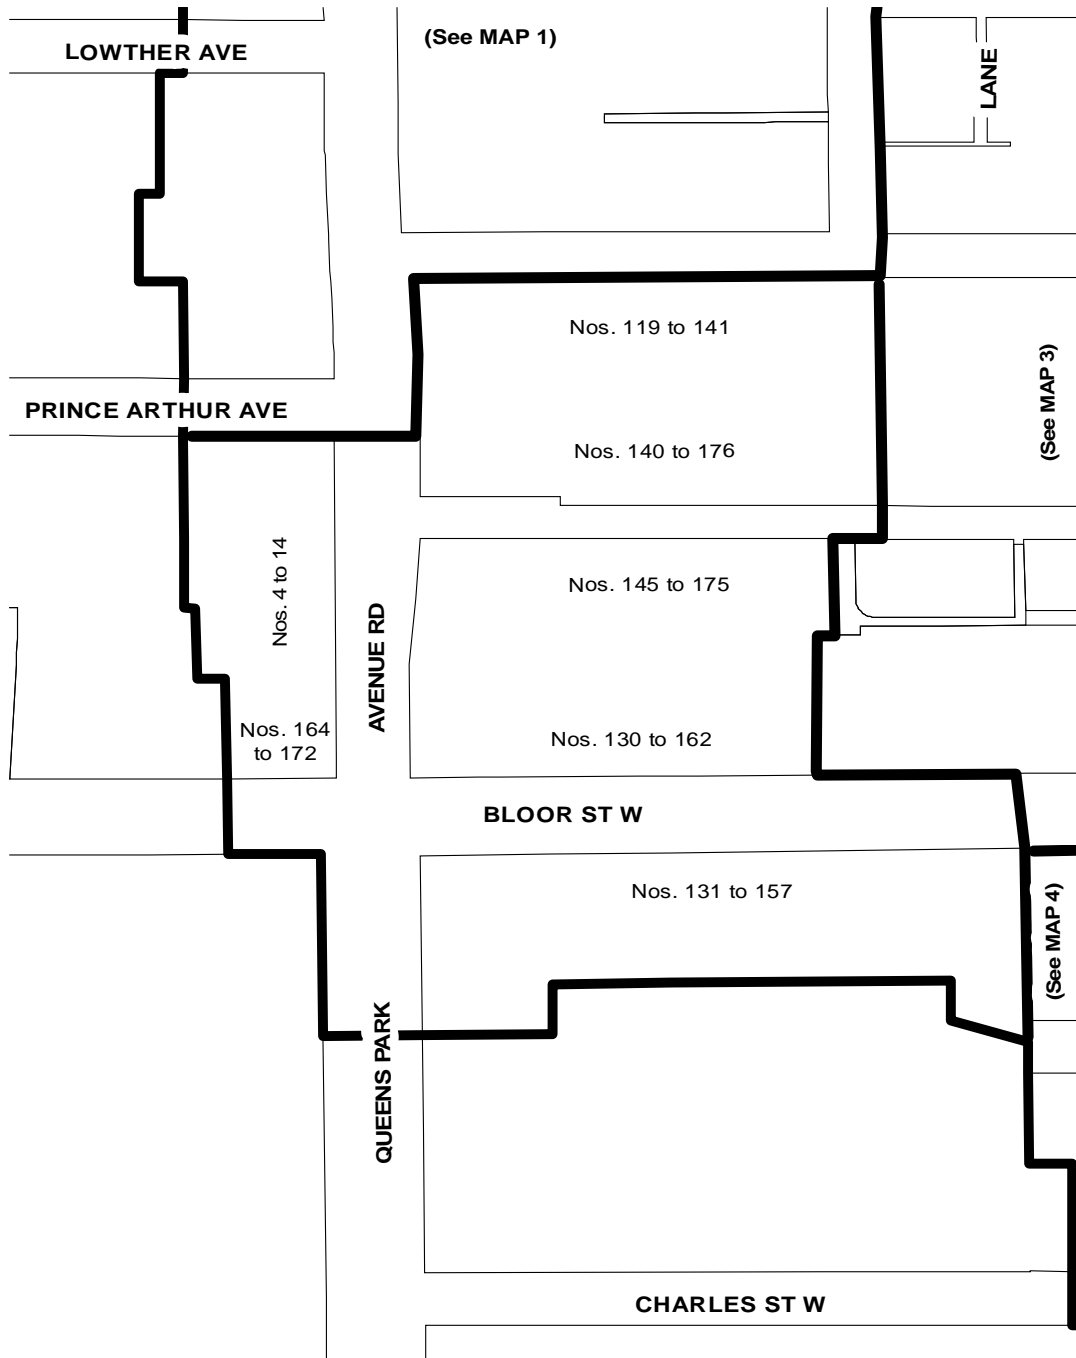 (See MAP 1)
LOWTHER AVE
LANE
Nos. 119 to 141
(See MAP 3)
PRINCE ARTHUR AVE
Nos. 140 to 176
Nos. 4 to 14
Nos. 145 to 175
AVENUE RD
Nos. 164
to 172
Nos. 130 to 162
BLOOR ST W
Nos. 131 to 157
(See MAP 4)
QUEENS PARK
CHARLES ST W